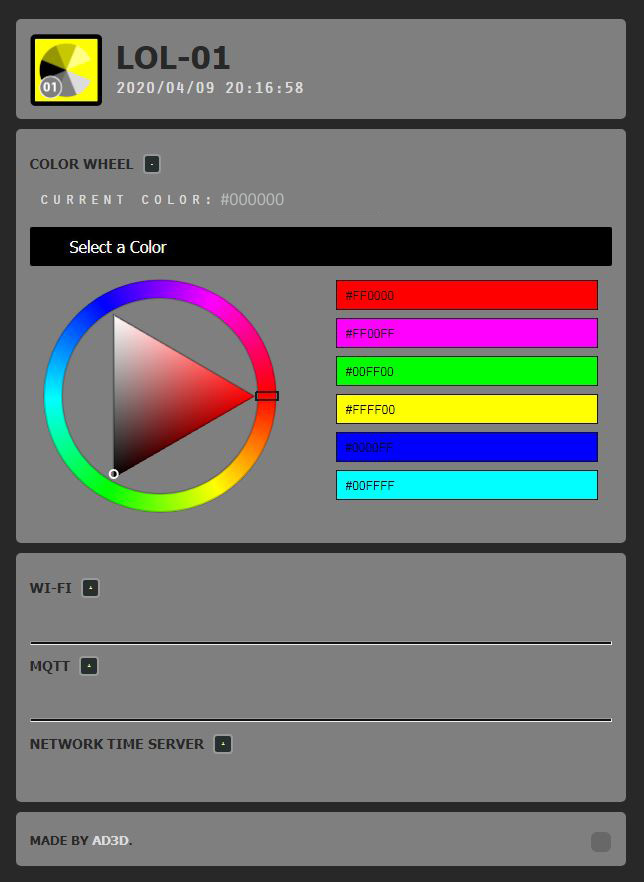 01
LOL-01
2020/04/09 20:16:58
COLOR WHEEL
CURRENT COLOR: #000000
Select a Color
#FF0000
#FF00FF
#00FF00
#FFFF00
#0000FF
#00FFFF
WI-FI
MQTT
NETWORK TIME SERVER
MADE BY AD3D.